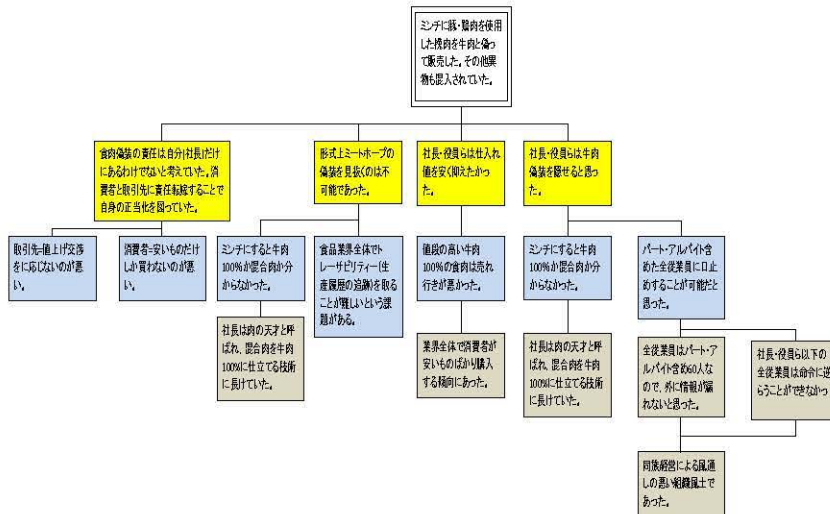 ミンチに豚・鶏肉を使用
した挽肉を牛肉と偽っ
て販売した。その他異
物も混入されていた。
食肉偽装の責任は自分(社長)だけ
にあるわけでないと考えていた。消
費者と取引先に責任転嫁することで
自身の正当化を図っていた。
形式上ミートホープの
偽装を見抜くのは不
可能であった。
社長・役員らは仕入れ
値を安く抑えたかった。
社長・役員らは牛肉
偽装を隠せると思っ
た。
取引先=値上げ交渉
をに応じないのが悪
い。
消費者=安いものだけ
しか買わないのが悪
い。
ミンチにすると牛肉
100%か混合肉か分
からなかった。
食品業界全体でト
レーサビリティー(生
産履歴の追跡)を取る
ことが難しいという課
題がある。
値段の高い牛肉
100%の食肉は売れ
行きが悪かった。
ミンチにすると牛肉
100%か混合肉か分
からなかった。
パート・アルバイト含
めた全従業員に口止
めすることが可能だと
思った。
社長は肉の天才と呼
ばれ、混合肉を牛肉
100%に仕立てる技術
に長けていた。
業界全体で消費者が
安いものばかり購入
する傾向にあった。
社長は肉の天才と呼
ばれ、混合肉を牛肉
100%に仕立てる技術
に長けていた。
全従業員はパート・ア
ルバイト含め60人な
ので、外に情報が漏
れないと思った。
社長・役員ら以下の
全従業員は命令に逆
らうことができなかっ
同族経営による風通
しの悪い組織風土で
あった。